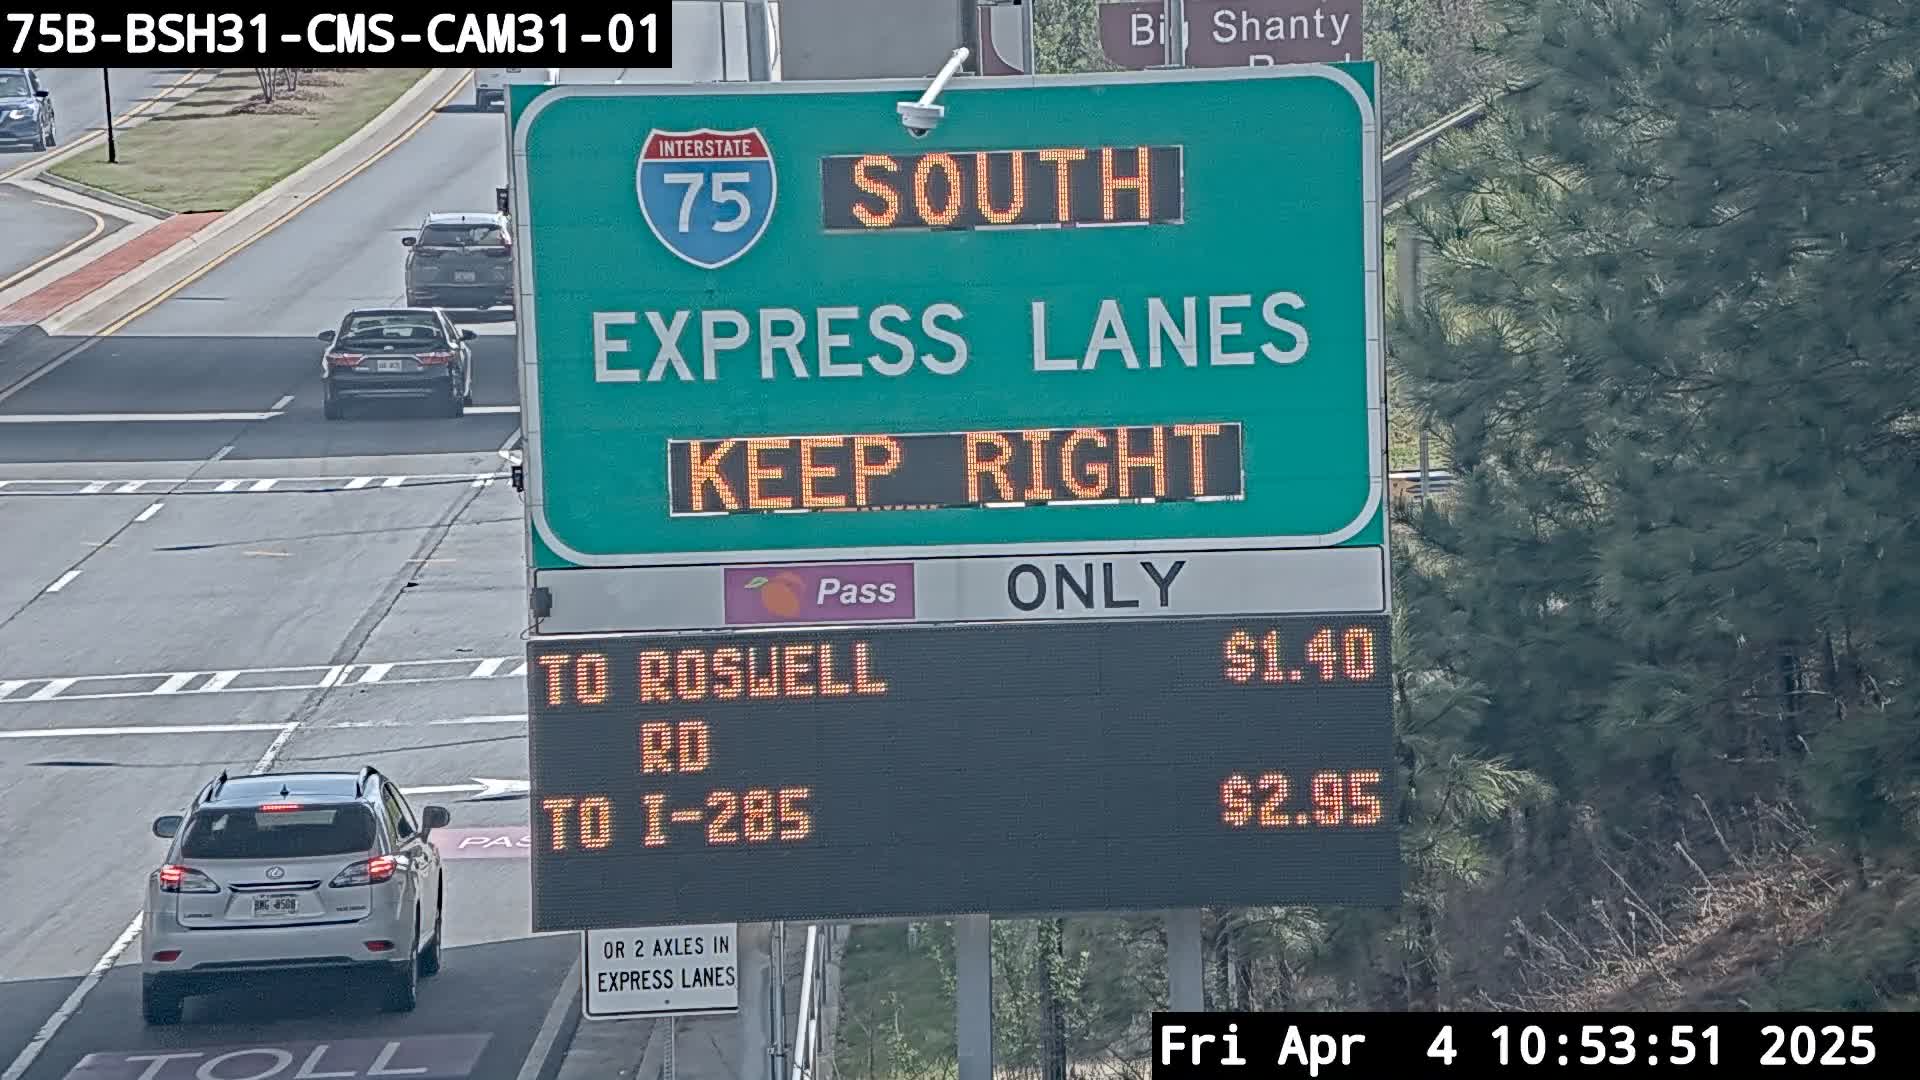 75B-BSH31-CMS-CAM31-01
Big Shanty
INTERSTATE
75
SOUTH
EXPRESS LANES
KEEP RIGHT
Pass ONLY
TO ROSWELL $1.40
RD
TO I-285 $2.95
OR 2 AXLES IN
EXPRESS LANES
TOLL
Fri Apr 4 10:53:51 2025